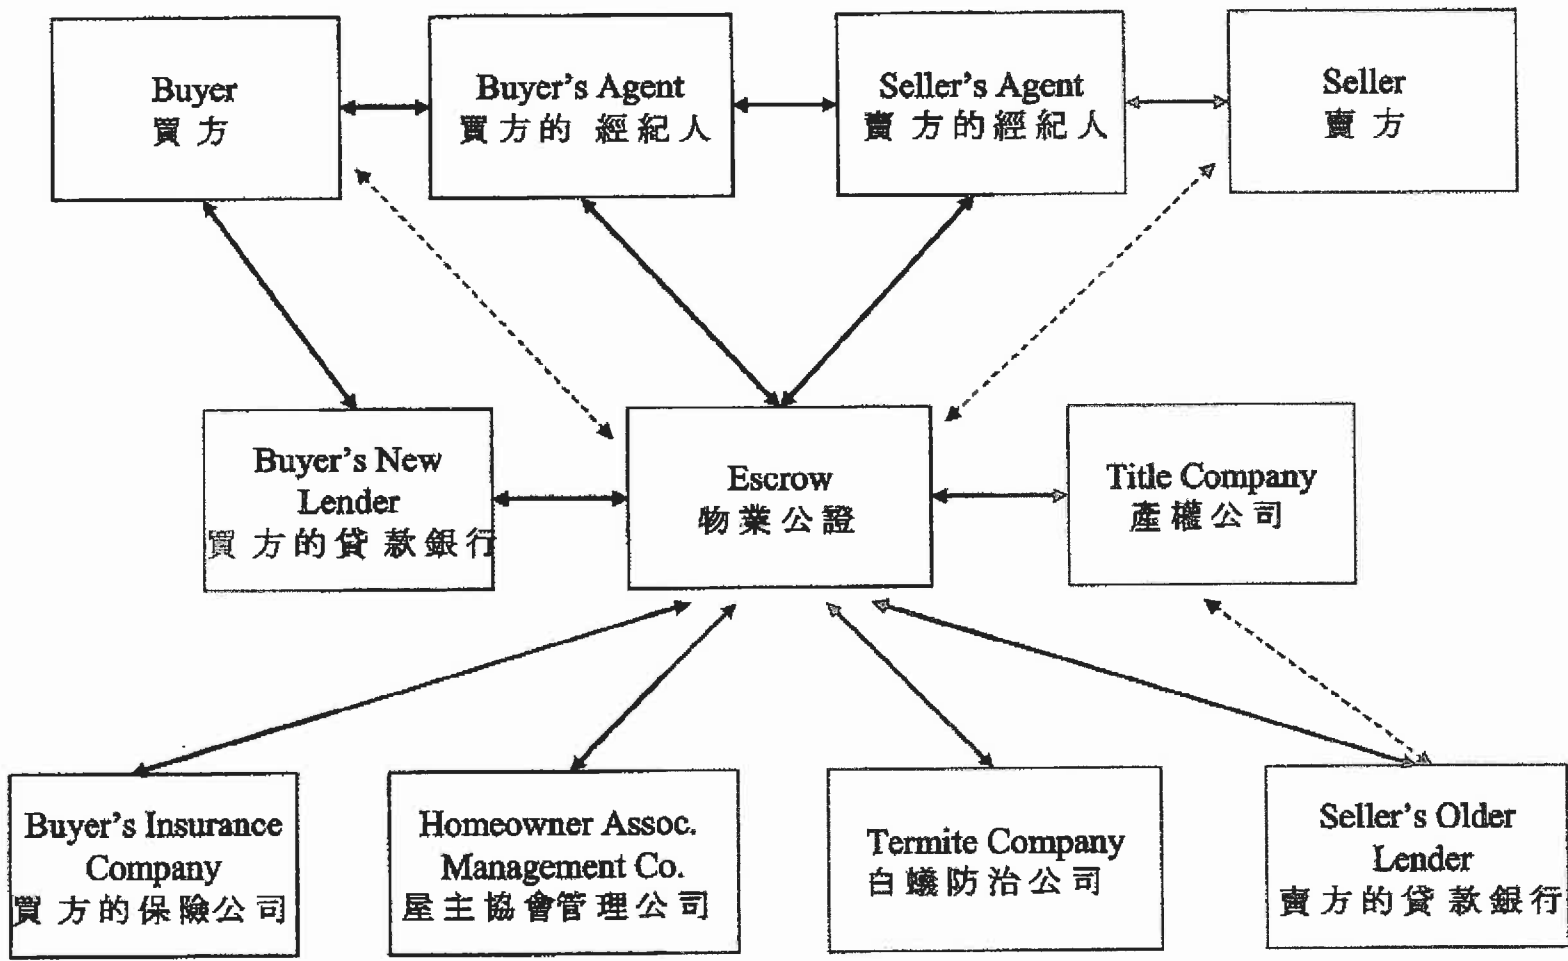 Buyer
買方
Buyer's Agent
買方的 經紀人
Seller's Agent
賣方的經紀人
Seller
賣方
Buyer's New
Lender
買方的貸款銀行
Escrow
物業公證
Title Company
產權公司
Buyer's Insurance
Company
買方的保險公司
Homeowner Assoc.
Management Co.
屋主協會管理公司
Termite Company
白蟻防治公司
Seller's Older
Lender
賣方的貸款銀行